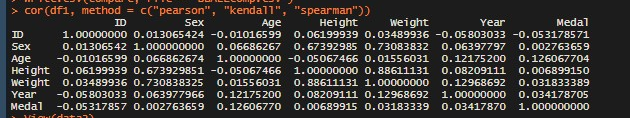 > cor(df1, method = c("pearson", "kendall", "spearman"))
ID Sex Age Height Weight Year Medal
ID 1.00000000 0.013065424 -0.01016599 0.06199939 0.03489936 -0.05803033 -0.053178571
Sex 0.01306542 1.000000000 0.06686267 0.67392985 0.73083832 0.06397797 0.002763659
Age -0.01016599 0.066862674 1.00000000 -0.05067466 0.01556031 0.12175200 0.126067704
Height 0.06199939 0.673929851 -0.05067466 1.00000000 0.88611131 0.08209111 0.006899150
Weight 0.03489936 0.730838325 0.01556031 0.88611131 1.00000000 0.12968692 0.031833389
Year -0.05803033 0.063977966 0.12175200 0.08209111 0.12968692 1.00000000 0.034178705
Medal -0.05317857 0.002763659 0.12606770 0.00689915 0.03183339 0.03417870 1.000000000